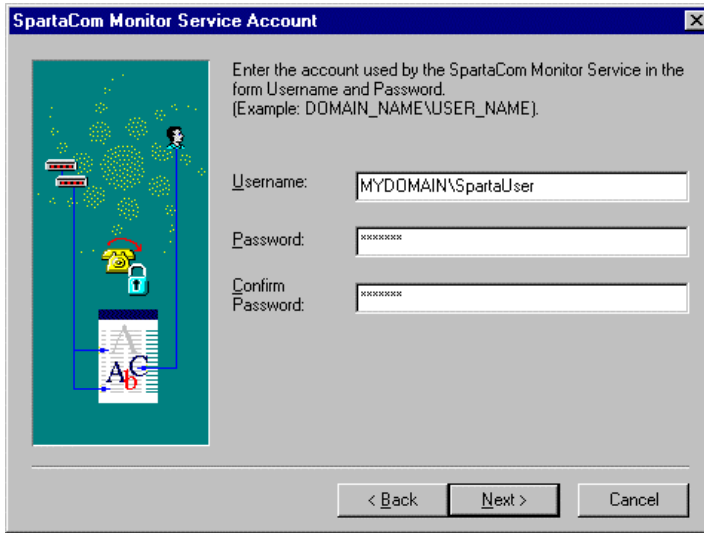 SpartaCom Monitor Service Account
Enter the account used by the SpartaCom Monitor Service in the
form Username and Password.
(Example: DOMAIN_NAME\USER_NAME).
Username:
MYDOMAIN\SpartaUser
Password:
*******
Confirm
Password:
*******
A
A b C
< Back
Next >
Cancel